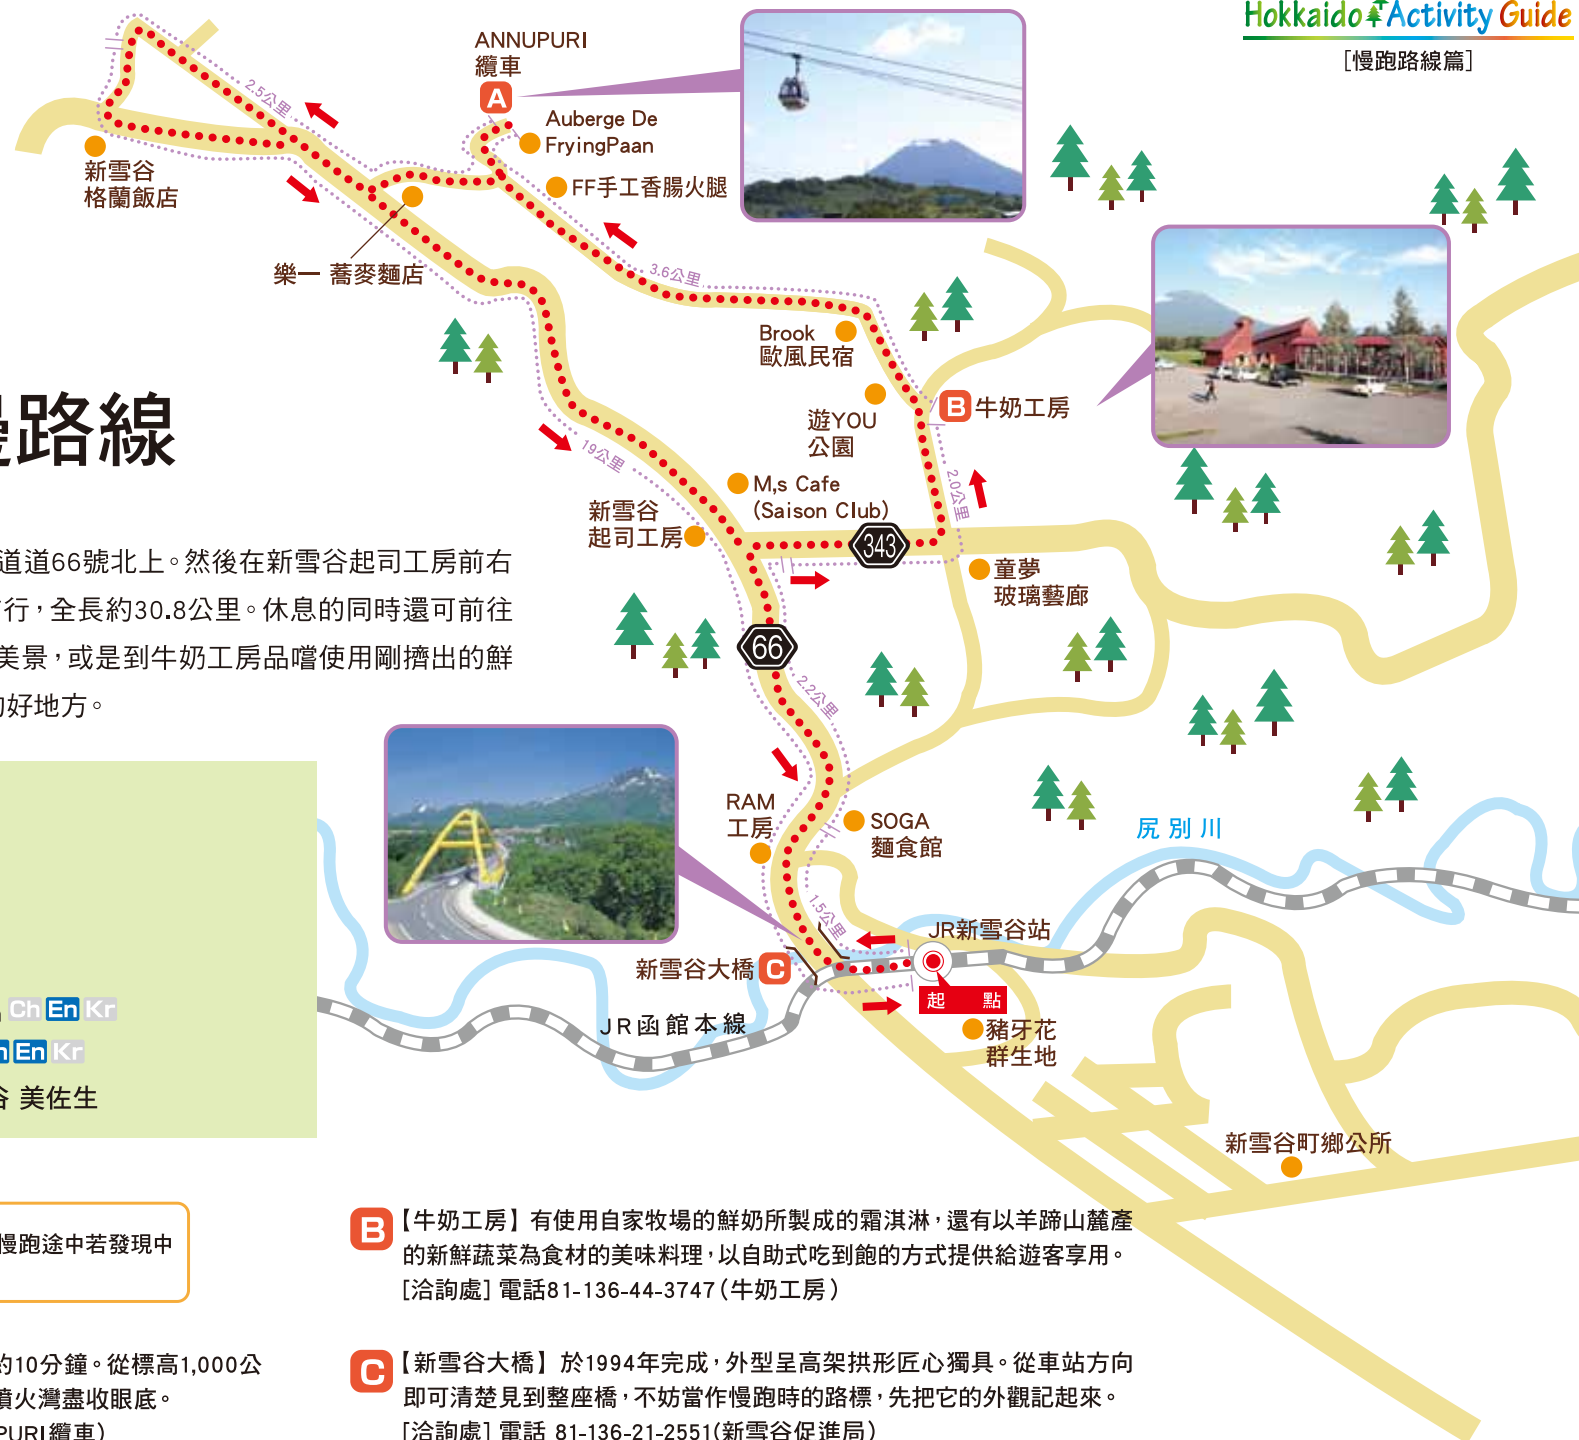 Hokkaido Activity Guide
[慢跑路線篇]
ANNUPURI
纜車
A
Auberge De
FryingPaan
FF手工香腸火腿
2.5公里
新雪谷
格蘭飯店
樂一 蕎麥麵店
3.6公里
Brook
歐風民宿
遊YOU
公園
B 牛奶工房
2.0公里
19公里
M,s Cafe
(Saison Club)
新雪谷
起司工房
343
童夢
玻璃藝廊
66
2.2公里
RAM
工房
SOGA
麵食館
尻別川
1.5公里
JR新雪谷站
新雪谷大橋 C
起 點
JR函館本線
豬牙花
群生地
新雪谷町鄉公所
慢路線
道道66號北上。然後在新雪谷起司工房前右
行，全長約30.8公里。休息的同時還可前往
美景，或是到牛奶工房品嚐使用剛擠出的鮮
的好地方。
Ch En Kr
En Kr
谷 美佐生
慢跑途中若發現中
約10分鐘。從標高1,000公
噴火灣盡收眼底。
PURI纜車)
B 【牛奶工房】有使用自家牧場的鮮奶所製成的霜淇淋，還有以羊蹄山麓產
的新鮮蔬菜為食材的美味料理，以自助式吃到飽的方式提供給遊客享用。
[洽詢處] 電話81-136-44-3747(牛奶工房)
C 【新雪谷大橋】於1994年完成，外型呈高架拱形匠心獨具。從車站方向
即可清楚見到整座橋，不妨當作慢跑時的路標，先把它的外觀記起來。
[洽詢處] 電話 81-136-21-2551(新雪谷促進局)